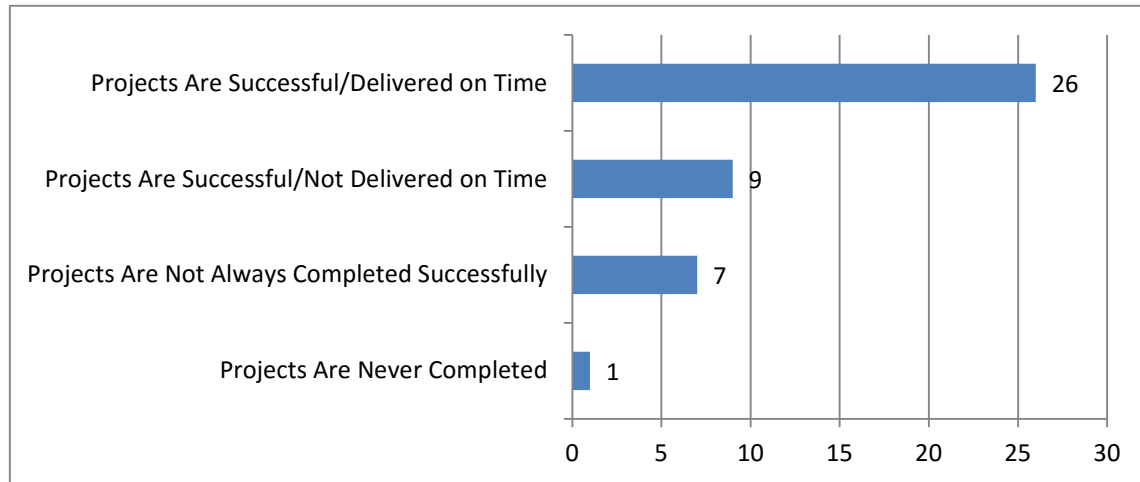 Projects Are Successful/Delivered on Time
26
Projects Are Successful/Not Delivered on Time
9
Projects Are Not Always Completed Successfully
7
Projects Are Never Completed
1
0 5 10 15 20 25 30